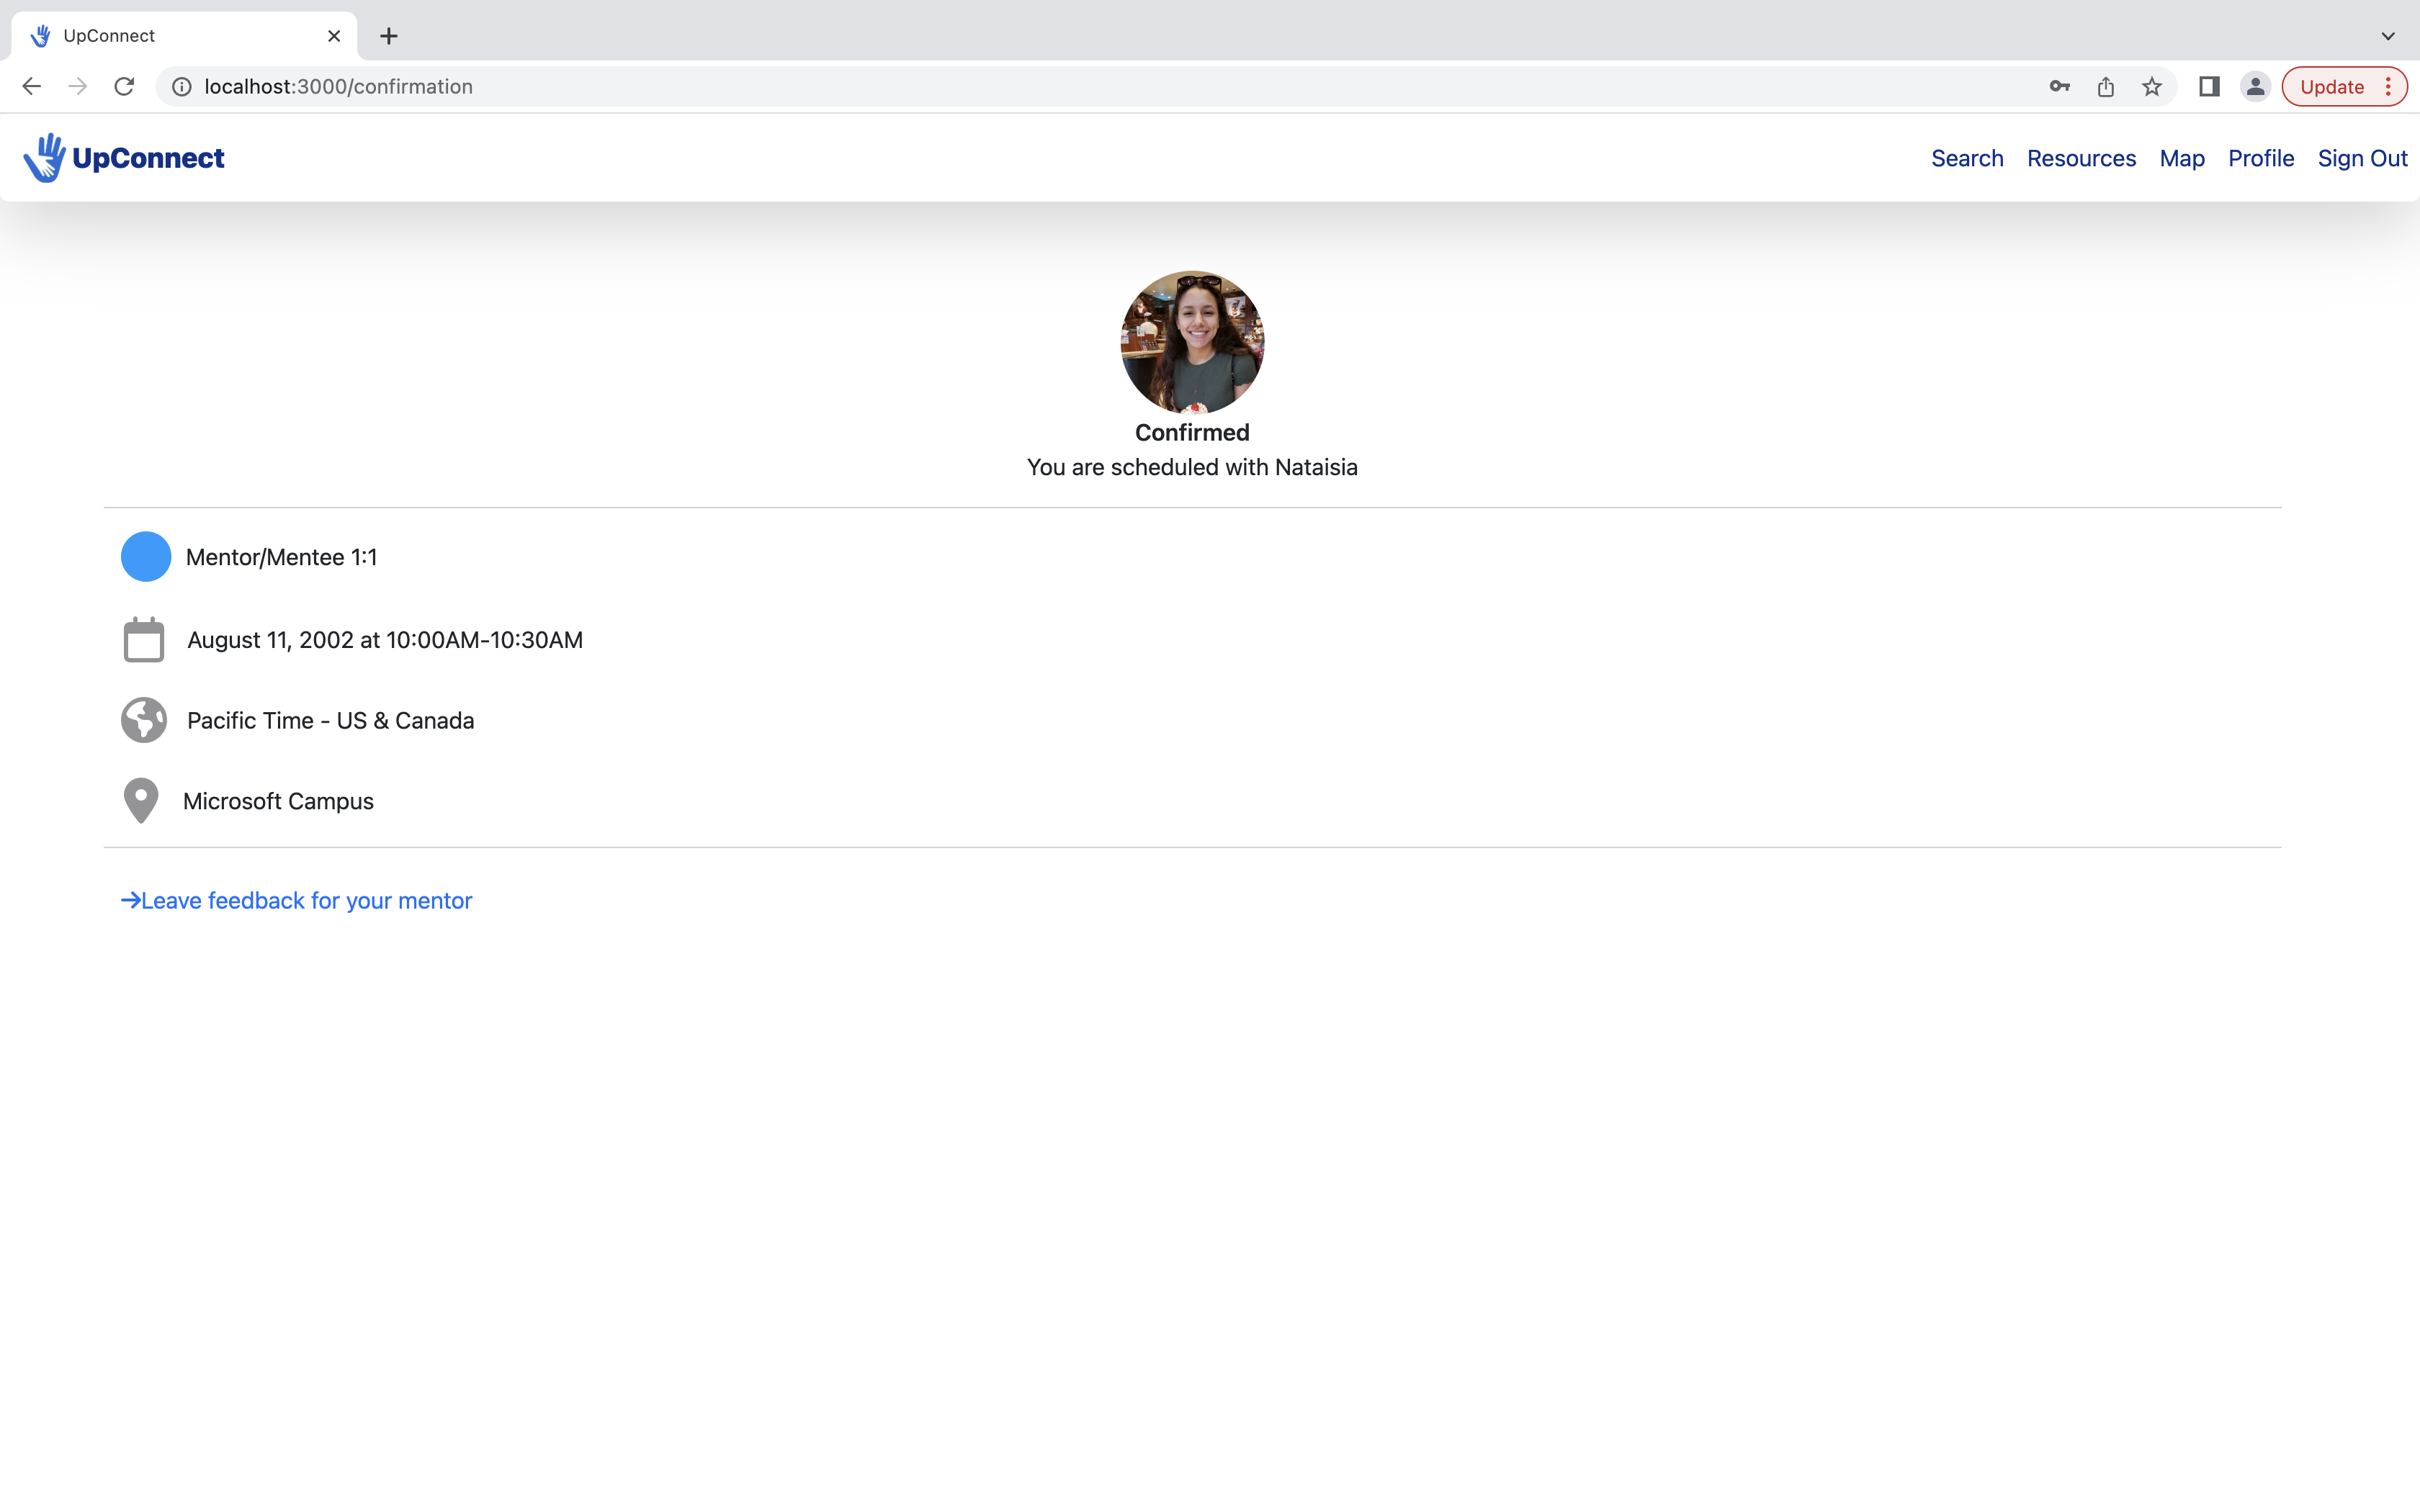 UpConnect
localhost:3000/confirmation
Update
UpConnect
Search Resources Map Profile Sign Out
Confirmed
You are scheduled with Nataisia
Mentor/Mentee 1:1
August 11, 2002 at 10:00AM-10:30AM
Pacific Time - US & Canada
Microsoft Campus
Leave feedback for your mentor